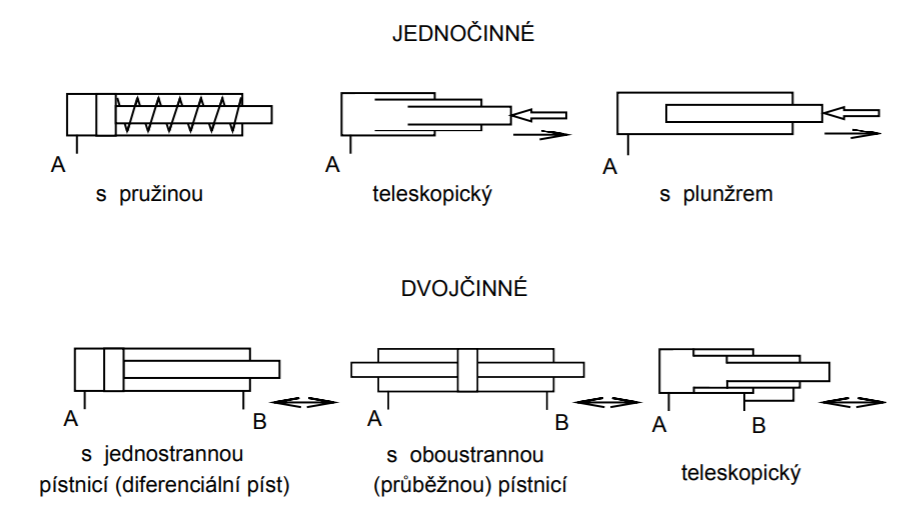 JEDNOČINNÉ
A
A
A
s pružinou
teleskopický
s plunžrem
DVOJČINNÉ
A
B
A
B
A
B
s jednostrannou
pístnicí (diferenciální píst)
s oboustrannou
(průběžnou) pístnicí
teleskopický